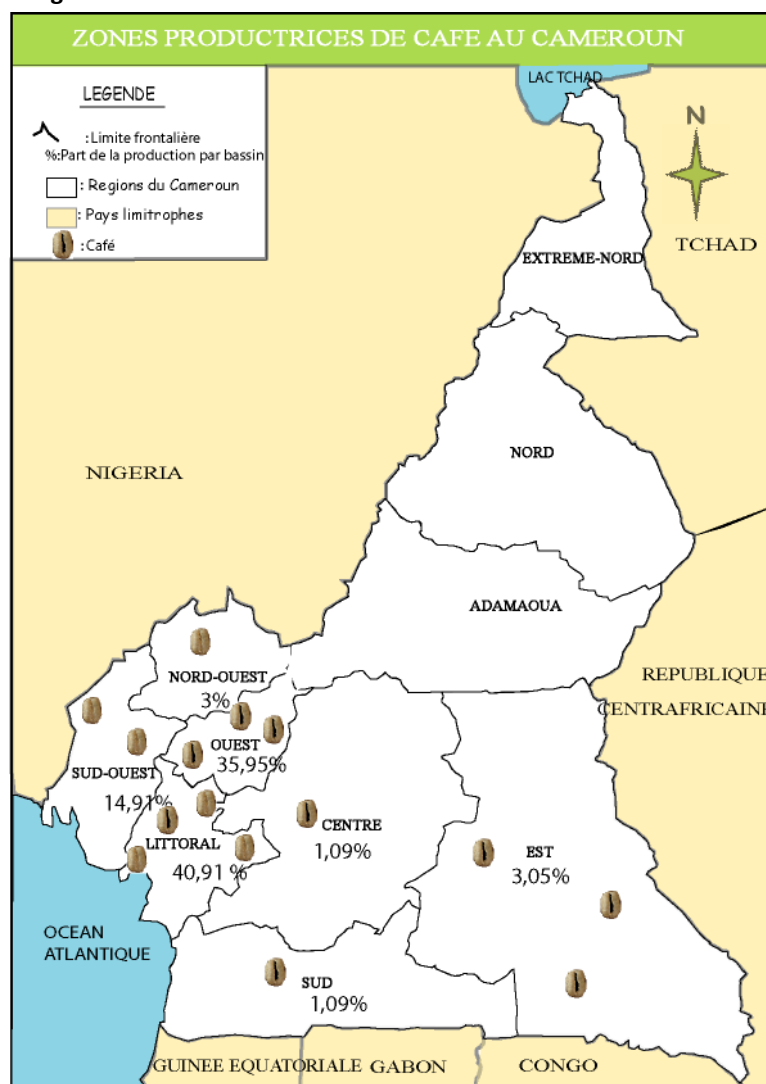 ZONES PRODUCTRICES DE CAFE AU CAMEROUN
LAC TCHAD
LEGENDE
: Limite frontalière
%:Part de la production par bassin
: Regions du Cameroun
: Pays limitrophes
: Café
N
TCHAD
EXTREME-NORD
NORD
NIGERIA
ADAMAOUA
REPUBLIQUE
CENTRAFRICAINE
NORD-OUEST
3%
OUEST
35,95%
SUD-OUEST
14,91%
LITTORAL
40,91 %
CENTRE
1,09%
EST
3,05%
OCEAN
ATLANTIQUE
SUD
1,09%
GUINEE EQUATORIALE
GABON
CONGO